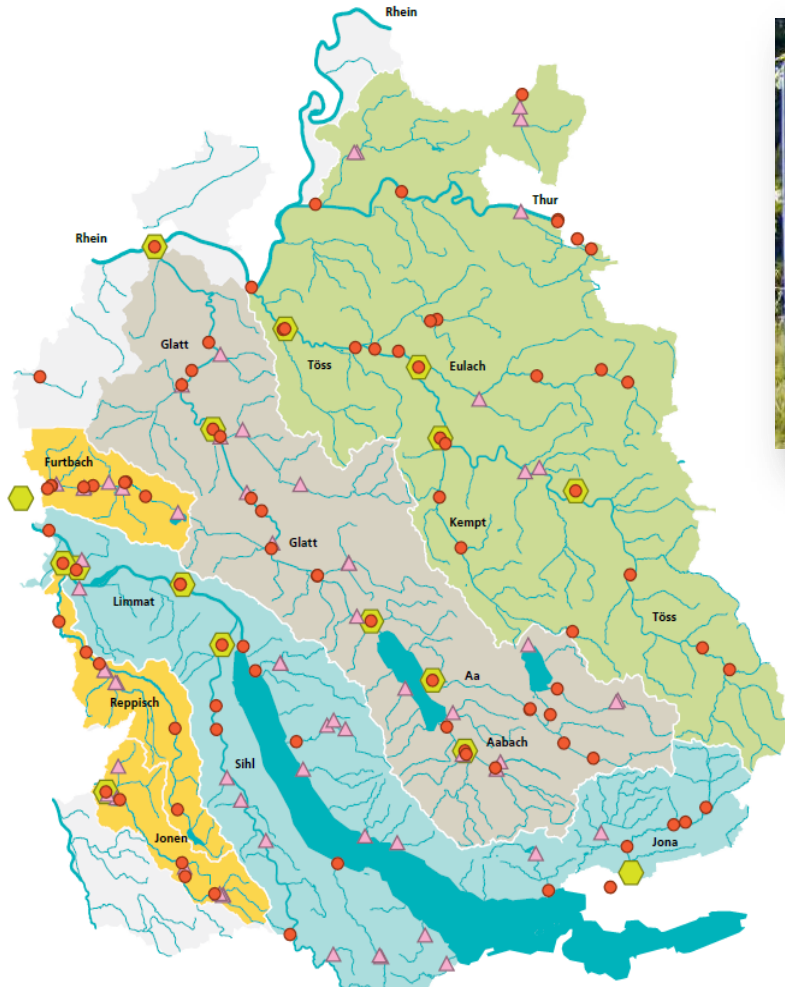 Rhein
Thur
Rhein
Glatt
Töss
Eulach
Furtbach
Kempt
Glatt
Limmat
Töss
Aa
Reppisch
Aabach
Sihl
Jonen
Jona